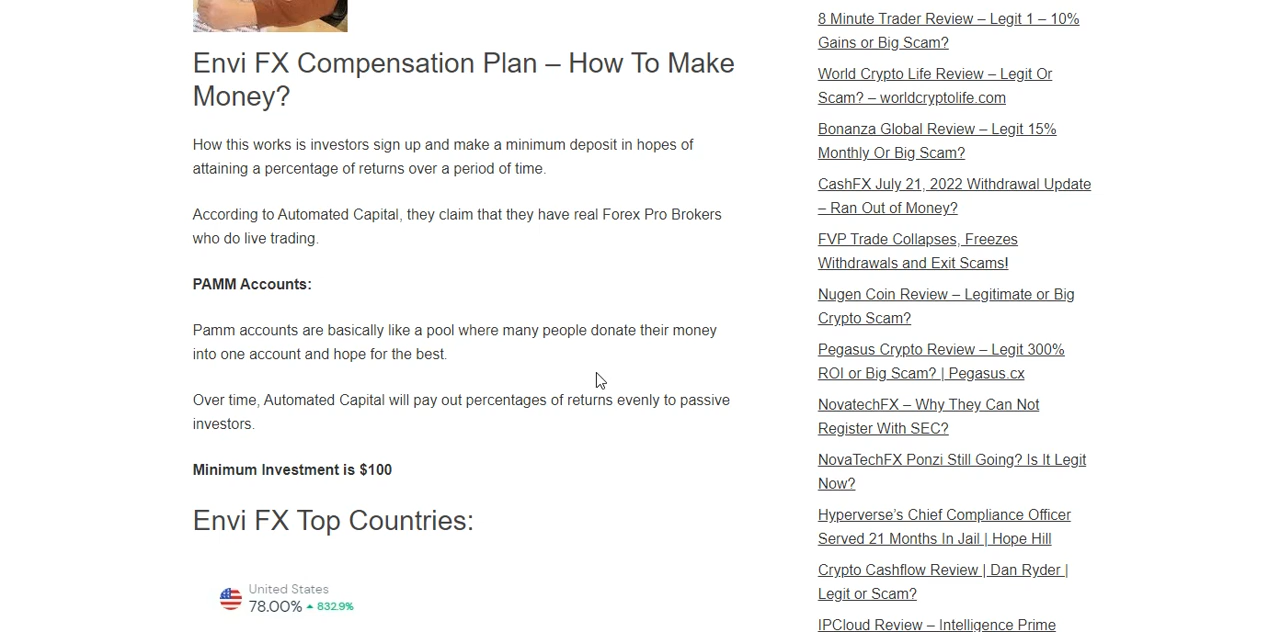 Envi FX Compensation Plan – How To Make
Money?
How this works is investors sign up and make a minimum deposit in hopes of
attaining a percentage of returns over a period of time.
According to Automated Capital, they claim that they have real Forex Pro Brokers
who do live trading.
PAMM Accounts:
Pamm accounts are basically like a pool where many people donate their money
into one account and hope for the best.
Over time, Automated Capital will pay out percentages of returns evenly to passive
investors.
Minimum Investment is $100
Envi FX Top Countries:
United States
78.00% 832.9%
8 Minute Trader Review – Legit 1 – 10%
Gains or Big Scam?
World Crypto Life Review – Legit Or
Scam? – worldcryptolife.com
Bonanza Global Review – Legit 15%
Monthly Or Big Scam?
CashFX July 21, 2022 Withdrawal Update
– Ran Out of Money?
FVP Trade Collapses, Freezes
Withdrawals and Exit Scams!
Nugen Coin Review – Legitimate or Big
Crypto Scam?
Pegasus Crypto Review – Legit 300%
ROI or Big Scam? | Pegasus.cx
NovatechFX – Why They Can Not
Register With SEC?
NovaTechFX Ponzi Still Going? Is It Legit
Now?
Hyperverse’s Chief Compliance Officer
Served 21 Months In Jail | Hope Hill
Crypto Cashflow Review | Dan Ryder |
Legit or Scam?
IPCloud Review – Intelligence Prime